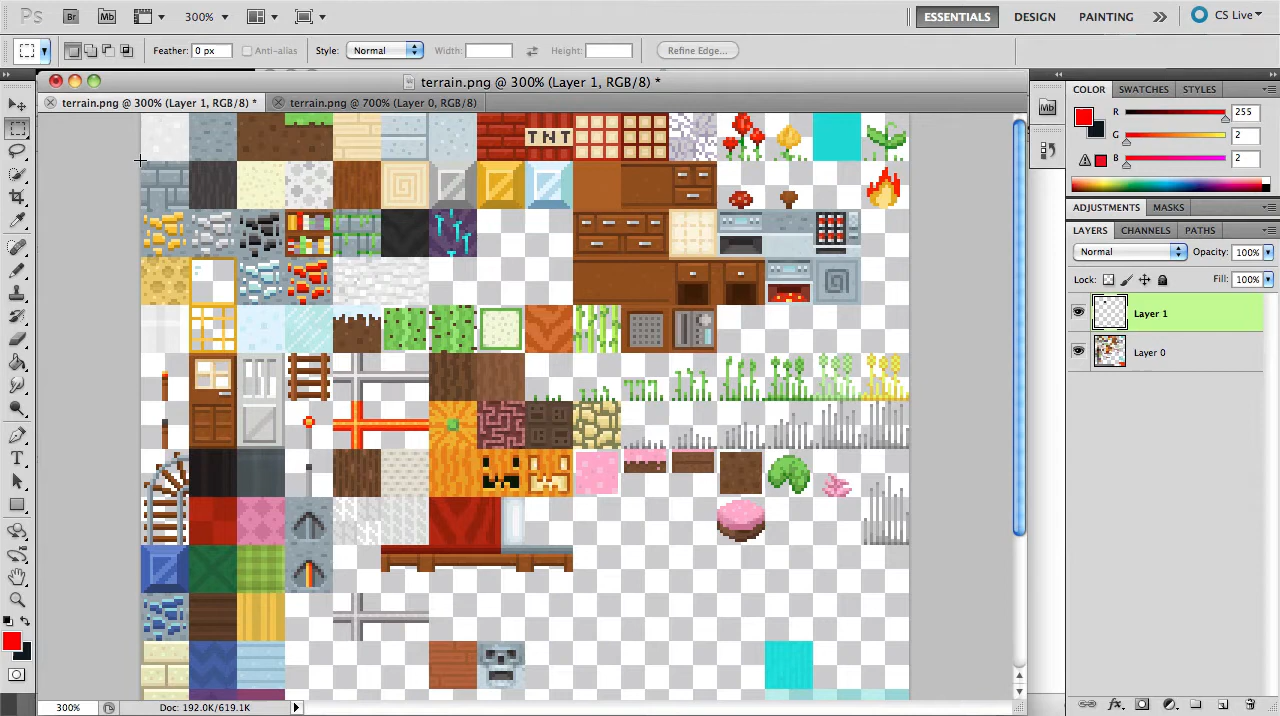 Ps Br Mb 300% ESSENTIALS DESIGN PAINTING CS Live
Feather: 0 px Anti-alias Style: Normal Width: Height: Refine Edge...
terrain.png @ 300% (Layer 1, RGB/8) *
terrain.png @ 300% (Layer 1, RGB/8) * terrain.png @ 700% (Layer 0, RGB/8)
TNT
Mb
COLOR SWATCHES STYLES
R 255
G 2
B 2
ADJUSTMENTS MASKS
LAYERS CHANNELS PATHS
Normal Opacity: 100%
Lock: Fill: 100%
Layer 1
Layer 0
T
300% Doc: 192.0K/619.1K
fx